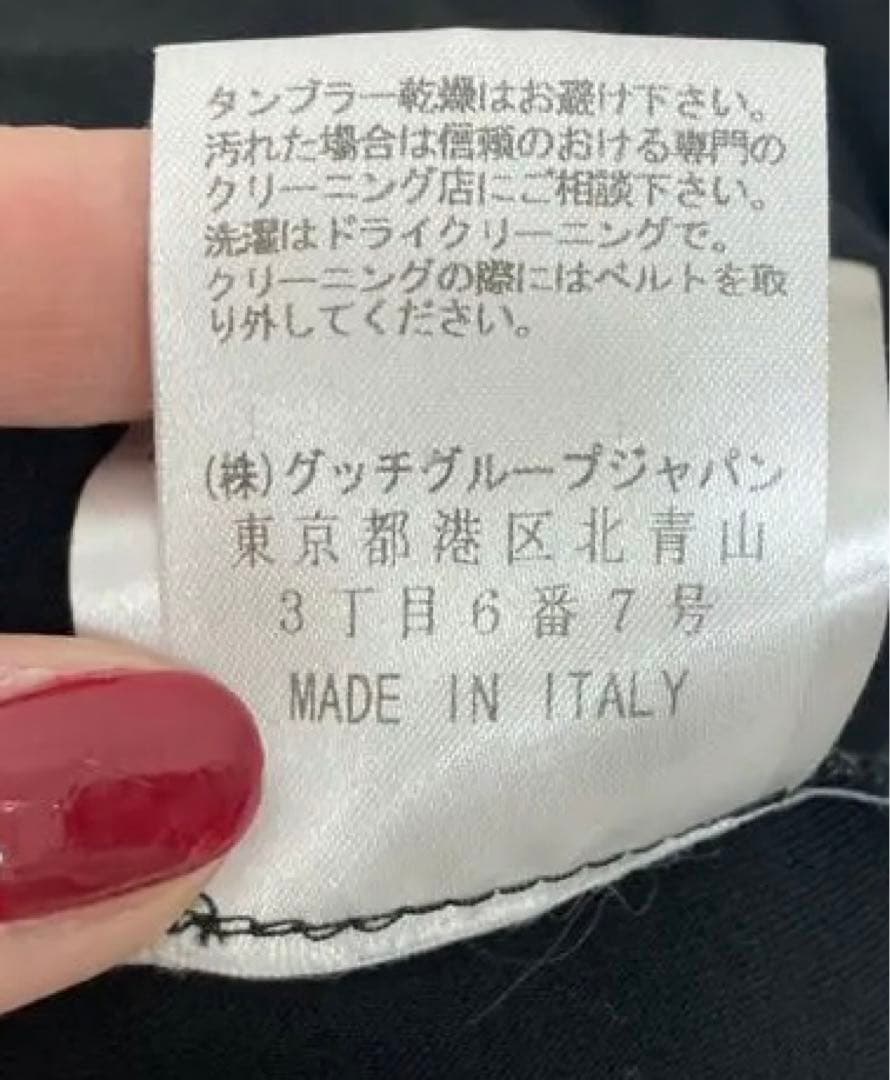 タンブラー乾燥はお避け下さい。
汚れた場合は信頼のおける専門の
クリーニング店にご相談下さい。
洗濯はドライクリーニングで。
クリーニングの際にはベルトを取
り外してください。
(株)グッチグループジャパン
東京都港区北青山
3丁目6番7号
MADE IN ITALY